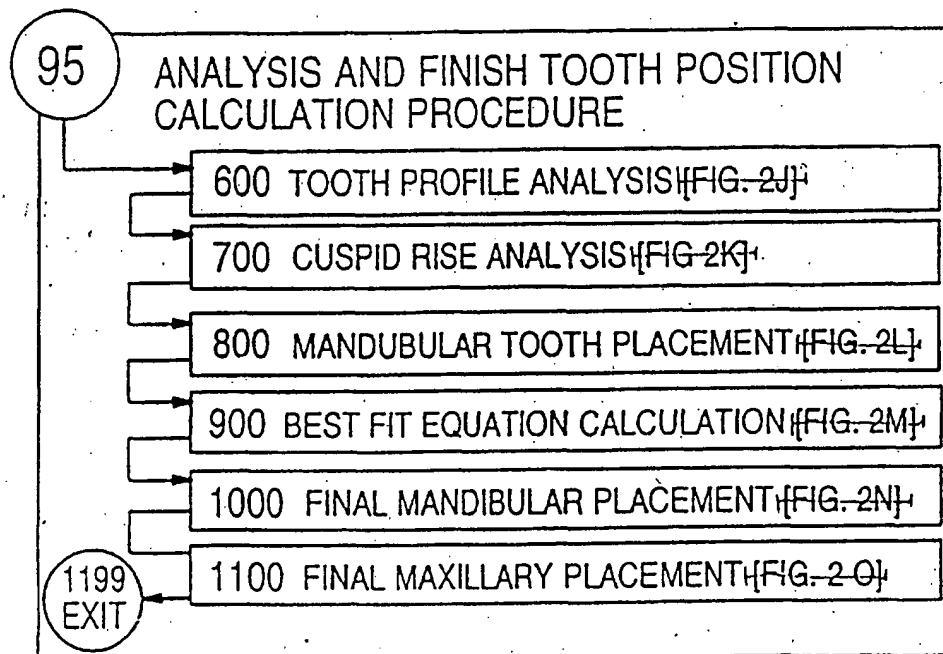 95
ANALYSIS AND FINISH TOOTH POSITION
CALCULATION PROCEDURE
600 TOOTH PROFILE ANALYSIS [FIG. 2J]
700 CUSPID RISE ANALYSIS [FIG 2K]
800 MANDUBULAR TOOTH PLACEMENT [FIG. 2L]
900 BEST FIT EQUATION CALCULATION [FIG. 2M]
1000 FINAL MANDIBULAR PLACEMENT [FIG. 2N]
1100 FINAL MAXILLARY PLACEMENT [FIG. 2 O]
1199
EXIT